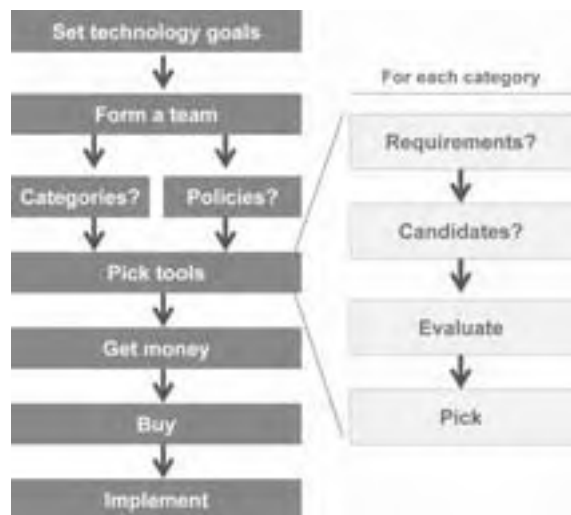 Set technology goals
Form a team
Categories?
Policies?
Pick tools
Get money
Buy
Implement
For each category
Requirements?
Candidates?
Evaluate
Pick